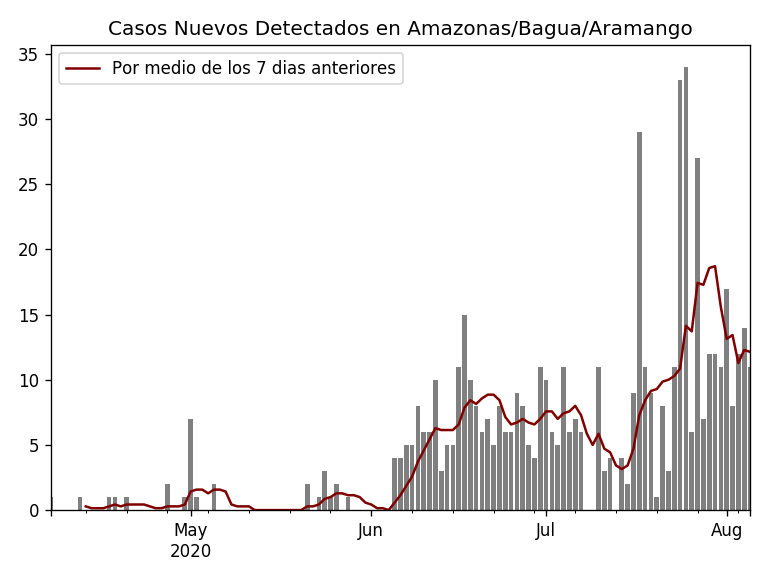 Casos Nuevos Detectados en Amazonas/Bagua/Aramango
Por medio de los 7 dias anteriores
35
30
25
20
15
10
5
0
May
2020
Jun
Jul
Aug